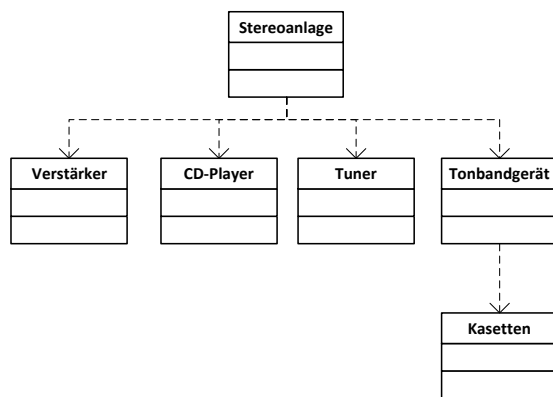 Stereoanlage
Verstärker
CD-Player
Tuner
Tonbandgerät
Kasetten